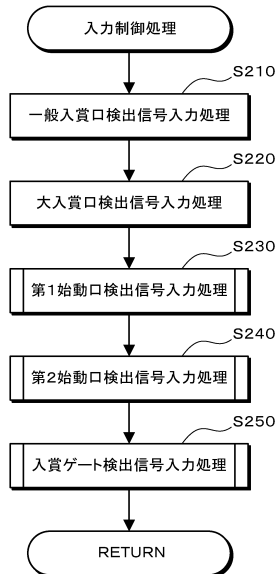 入力制御処理
S210
一般入賞口検出信号入力処理
S220
大入賞口検出信号入力処理
S230
第1始動口検出信号入力処理
S240
第2始動口検出信号入力処理
S250
入賞ゲート検出信号入力処理
RETURN